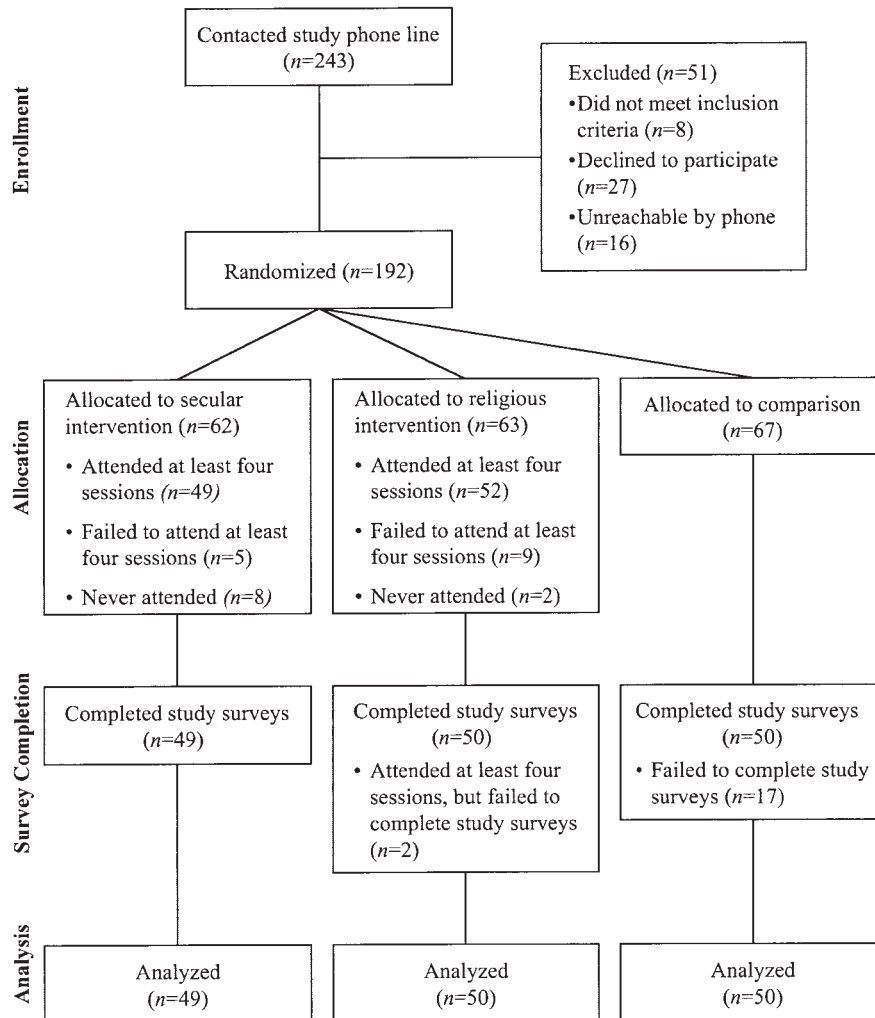 Enrollment
Contacted study phone line
(n=243)
Excluded (n=51)
•Did not meet inclusion
criteria (n=8)
•Declined to participate
(n=27)
•Unreachable by phone
(n=16)
Randomized (n=192)
Allocation
Allocated to secular
intervention (n=62)
• Attended at least four
sessions (n=49)
• Failed to attend at least
four sessions (n=5)
• Never attended (n=8)
Allocated to religious
intervention (n=63)
• Attended at least four
sessions (n=52)
• Failed to attend at least
four sessions (n=9)
• Never attended (n=2)
Allocated to comparison
(n=67)
Survey Completion
Completed study surveys
(n=49)
Completed study surveys
(n=50)
• Attended at least four
sessions, but failed to
complete study surveys
(n=2)
Completed study surveys
(n=50)
• Failed to complete study
surveys (n=17)
Analysis
Analyzed
(n=49)
Analyzed
(n=50)
Analyzed
(n=50)